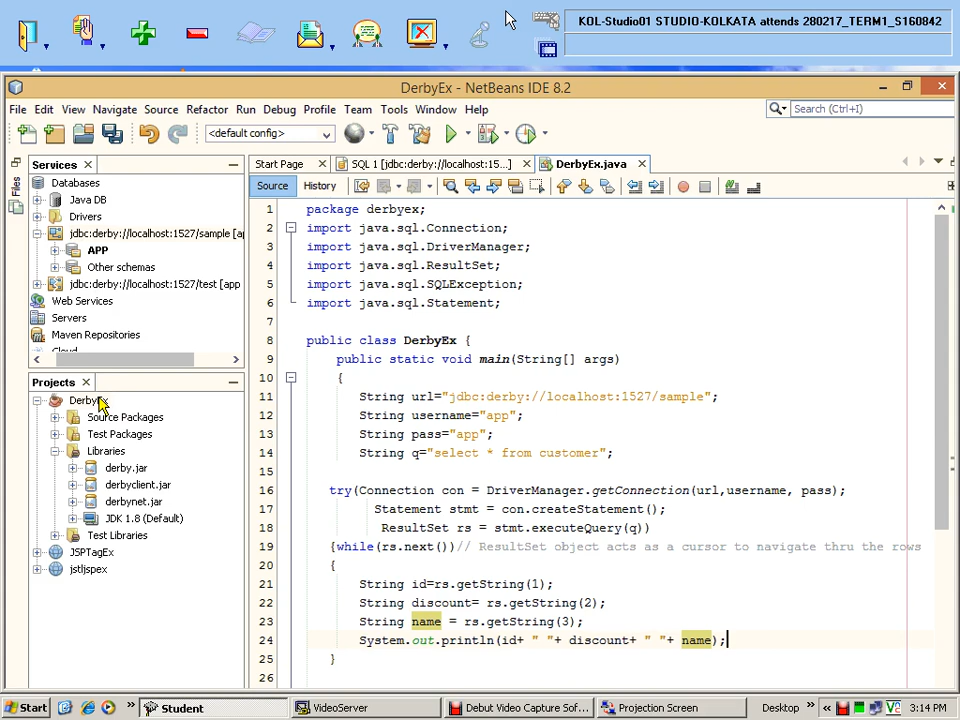 KOL-Studio01 STUDIO-KOLKATA attends 280217_TERM1_S160842
DerbyEx - NetBeans IDE 8.2
File Edit View Navigate Source Refactor Run Debug Profile Team Tools Window Help
Search (Ctrl+I)
<default config>
Files
Services
Databases
Java DB
Drivers
jdbc:derby://localhost:1527/sample [ap
APP
Other schemas
jdbc:derby://localhost:1527/test [app
Web Services
Servers
Maven Repositories
Projects
DerbyEx
Source Packages
Test Packages
Libraries
derby.jar
derbyclient.jar
derbynet.jar
JDK 1.8 (Default)
Test Libraries
JSPTagEx
jstljspex
Start Page SQL 1 [jdbc:derby://localhost:15...] DerbyEx.java
Source History
1 package derbyex;
2 import java.sql.Connection;
3 import java.sql.DriverManager;
4 import java.sql.ResultSet;
5 import java.sql.SQLException;
6 import java.sql.Statement;
7
8 public class DerbyEx {
9 public static void main(String[] args)
10 {
11 String url="jdbc:derby://localhost:1527/sample";
12 String username="app";
13 String pass="app";
14 String q="select * from customer";
15
16 try(Connection con = DriverManager.getConnection(url,username, pass);
17 Statement stmt = con.createStatement();
18 ResultSet rs = stmt.executeQuery(q))
19 {while(rs.next())// ResultSet object acts as a cursor to navigate thru the rows
20 {
21 String id=rs.getString(1);
22 String discount= rs.getString(2);
23 String name = rs.getString(3);
24 System.out.println(id+ " "+ discount+ " "+ name);
25 }
26
Start Student VideoServer Debut Video Capture Sof... Projection Screen Desktop 3:14 PM